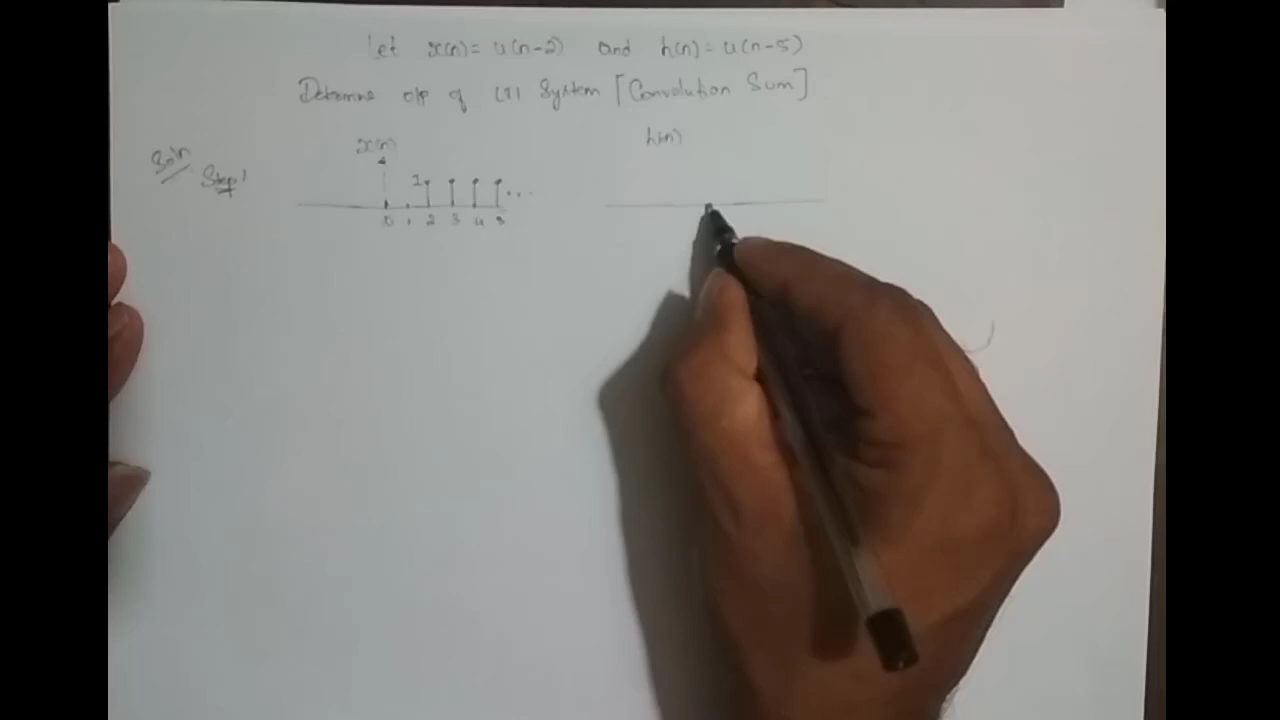 Let x(n) = u(n-2) and h(n) = u(n-5)
Determine o/p of LTI System [Convolution Sum]
Soln
Step 1
x(n)
h(n)
1
...
0 1 2 3 4 5